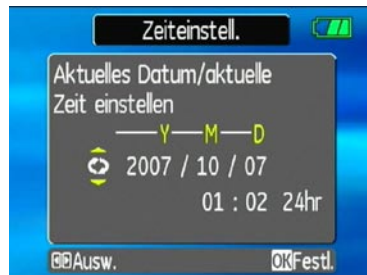 Zeiteinstell.
Aktuelles Datum/aktuelle
Zeit einstellen
Y M D
2007 / 10 / 07
01 : 02 24hr
Ausw. OK Festl.